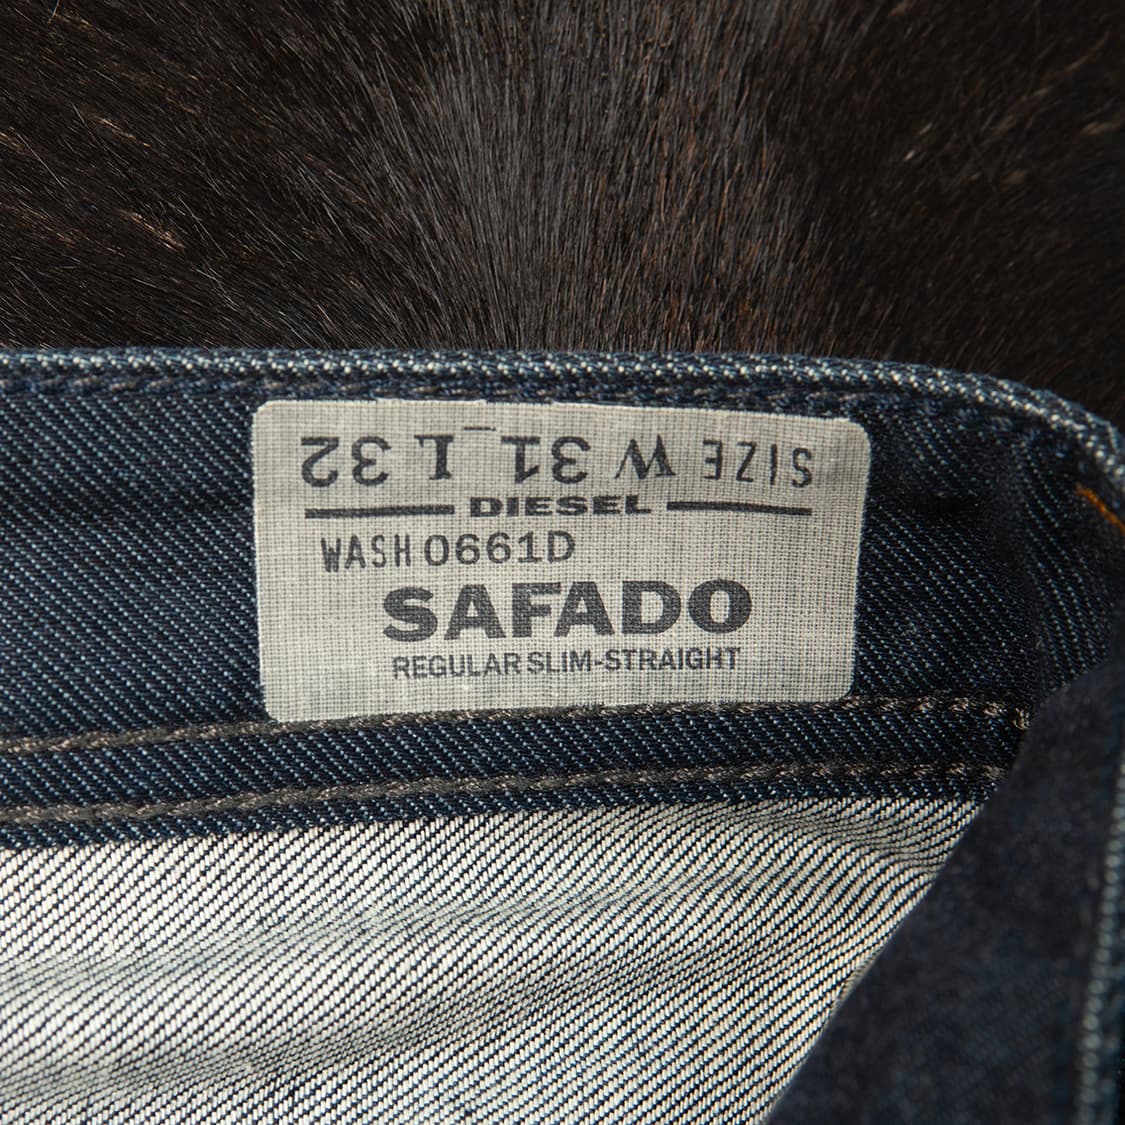 SIZE W 31 L 32
DIESEL
WASH 0661D
SAFADO
REGULAR SLIM-STRAIGHT